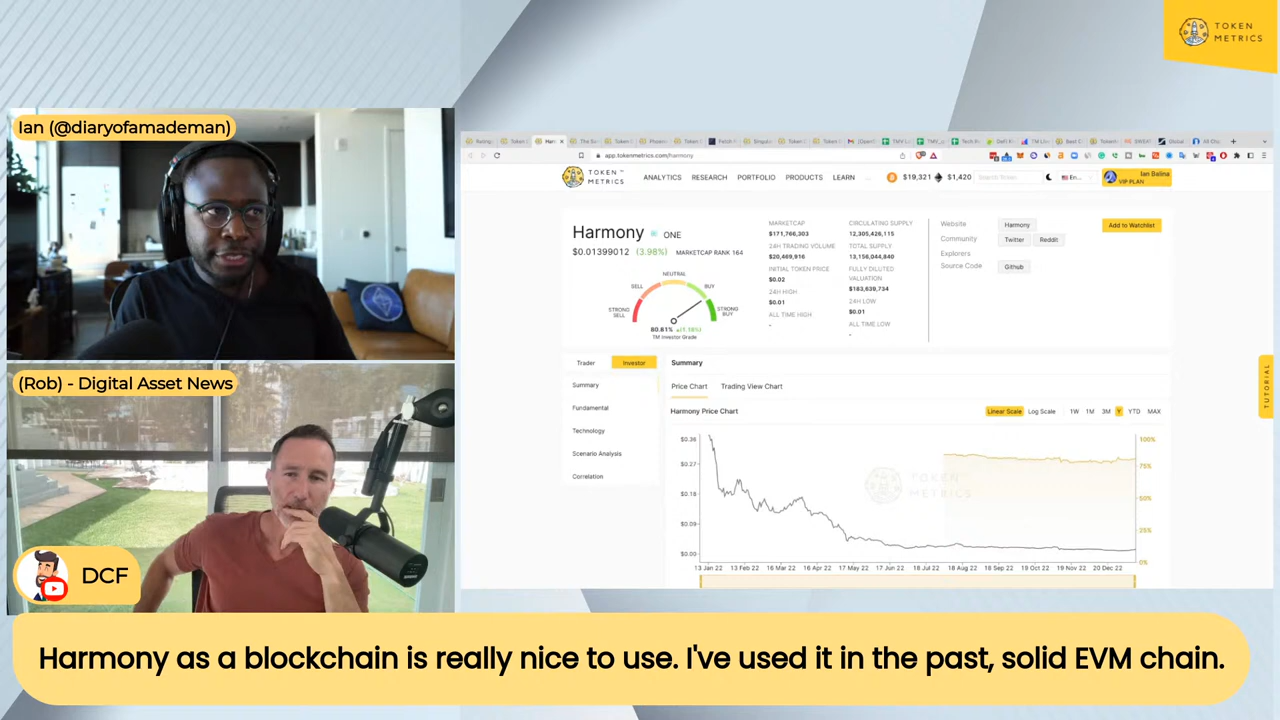 TOKEN
METRICS
Ian (@diaryofamademan)
app.tokenmetrics.com/harmony
TOKEN
METRICS
ANALYTICS RESEARCH PORTFOLIO PRODUCTS LEARN
$19,321 $1,420 Search Token En... Ian Balina
VIP PLAN
Harmony ONE
$0.01399012 (3.98%) MARKETCAP RANK 164
STRONG SELL
SELL
NEUTRAL
BUY
STRONG BUY
80.81% (1.18%)
TM Investor Grade
MARKETCAP
$171,766,303
24H TRADING VOLUME
$20,469,916
INITIAL TOKEN PRICE
$0.02
24H HIGH
$0.01
ALL TIME HIGH
-
CIRCULATING SUPPLY
12,305,426,115
TOTAL SUPPLY
13,156,044,840
FULLY DILUTED
VALUATION
$183,639,734
24H LOW
$0.01
ALL TIME LOW
-
Website Harmony
Community Twitter Reddit
Explorers
Source Code Github
Add to Watchlist
Trader Investor
Summary
Fundamental
Technology
Scenario Analysis
Correlation
Summary
Price Chart Trading View Chart
Harmony Price Chart
Linear Scale Log Scale 1W 1M 3M Y YTD MAX
$0.36
$0.27
$0.18
$0.09
$0.00
100%
75%
50%
25%
0%
TOKEN
METRICS
13 Jan 22 13 Feb 22 16 Mar 22 16 Apr 22 17 May 22 17 Jun 22 18 Jul 22 18 Aug 22 18 Sep 22 19 Oct 22 19 Nov 22 20 Dec 22
TUTORIAL
(Rob) - Digital Asset News
DCF
Harmony as a blockchain is really nice to use. I've used it in the past, solid EVM chain.